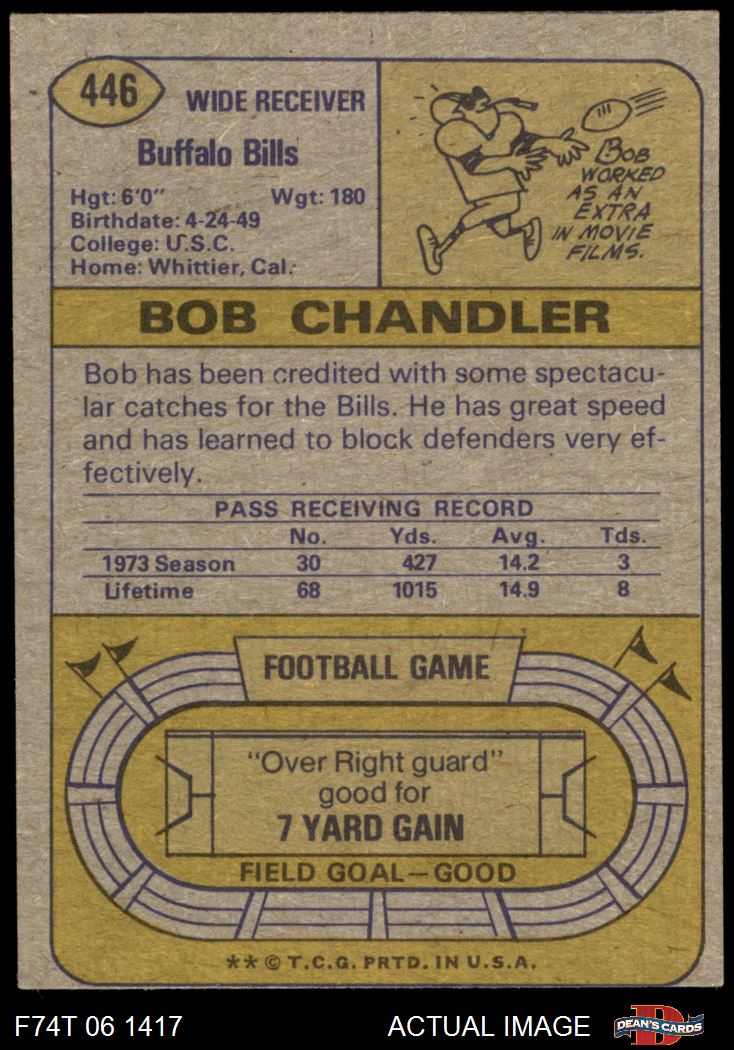 446
WIDE RECEIVER
Buffalo Bills
Hgt: 6'0" Wgt: 180
Birthdate: 4-24-49
College: U.S.C.
Home: Whittier, Cal.
BOB
WORKED
AS AN
EXTRA
IN MOVIE
FILMS.
BOB CHANDLER
Bob has been credited with some spectacu-
lar catches for the Bills. He has great speed
and has learned to block defenders very ef-
fectively.
PASS RECEIVING RECORD
No. Yds. Avg. Tds.
1973 Season 30 427 14.2 3
Lifetime 68 1015 14.9 8
FOOTBALL GAME
"Over Right guard"
good for
7 YARD GAIN
FIELD GOAL—GOOD
**© T.C.G. PRTD. IN U.S.A.
F74T 06 1417 ACTUAL IMAGE DEAN'S CARDS